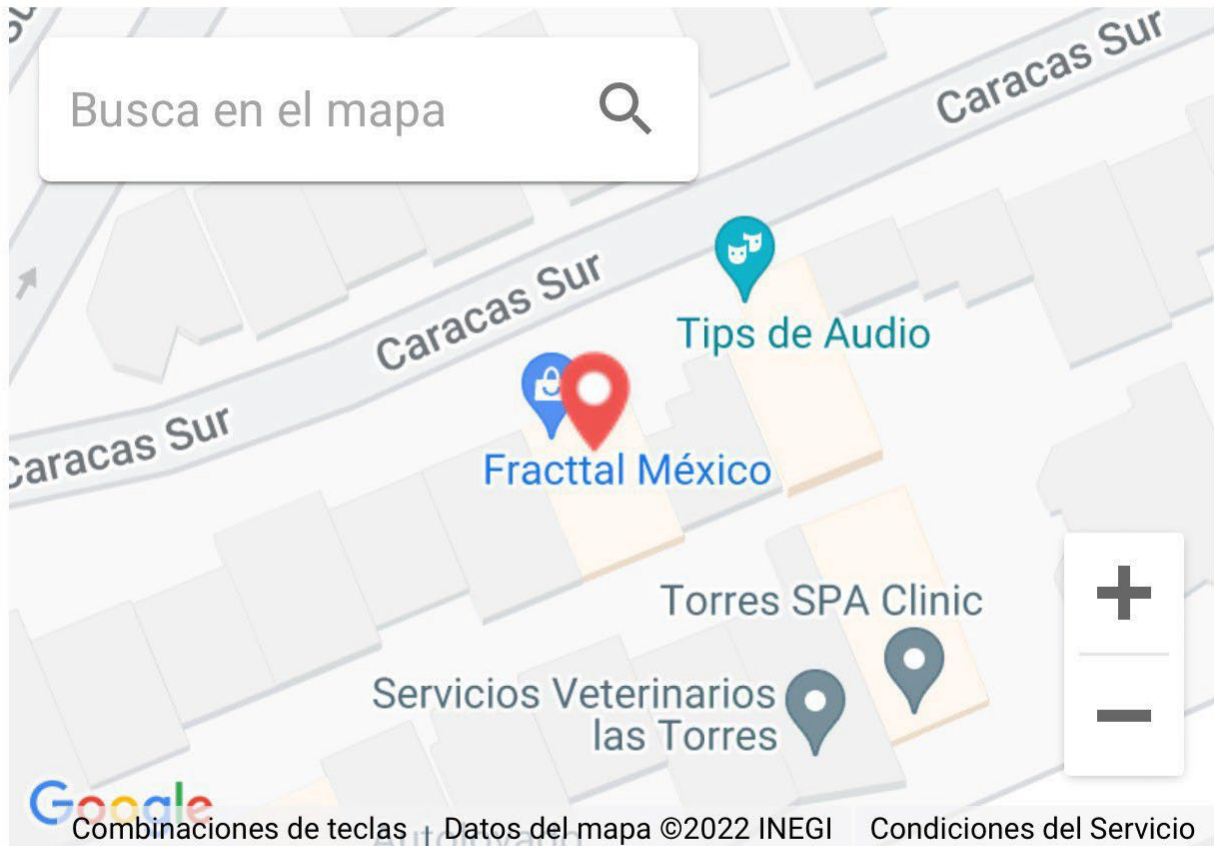 Su
Busca en el mapa
Caracas Sur
Caracas Sur
Tips de Audio
Caracas Sur
Fracttal México
Torres SPA Clinic
Servicios Veterinarios
las Torres
Google
Combinaciones de teclas
Datos del mapa ©2022 INEGI
Condiciones del Servicio